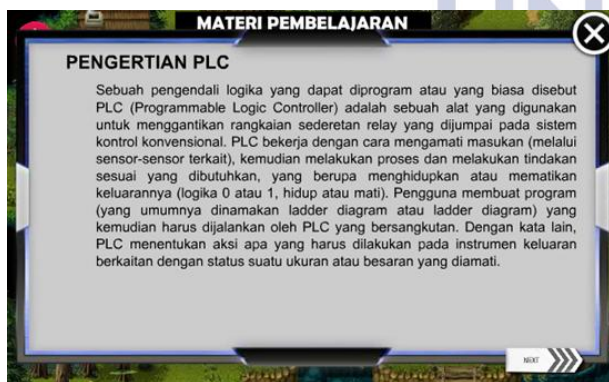 MATERI PEMBELAJARAN
PENGERTIAN PLC
Sebuah pengendali logika yang dapat diprogram atau yang biasa disebut
PLC (Programmable Logic Controller) adalah sebuah alat yang digunakan
untuk menggantikan rangkaian sederetan relay yang dijumpai pada sistem
kontrol konvensional. PLC bekerja dengan cara mengamati masukan (melalui
sensor-sensor terkait), kemudian melakukan proses dan melakukan tindakan
sesuai yang dibutuhkan, yang berupa menghidupkan atau mematikan
keluarannya (logika 0 atau 1, hidup atau mati). Pengguna membuat program
(yang umumnya dinamakan ladder diagram atau ladder diagram) yang
kemudian harus dijalankan oleh PLC yang bersangkutan. Dengan kata lain,
PLC menentukan aksi apa yang harus dilakukan pada instrumen keluaran
berkaitan dengan status suatu ukuran atau besaran yang diamati.
NEXT